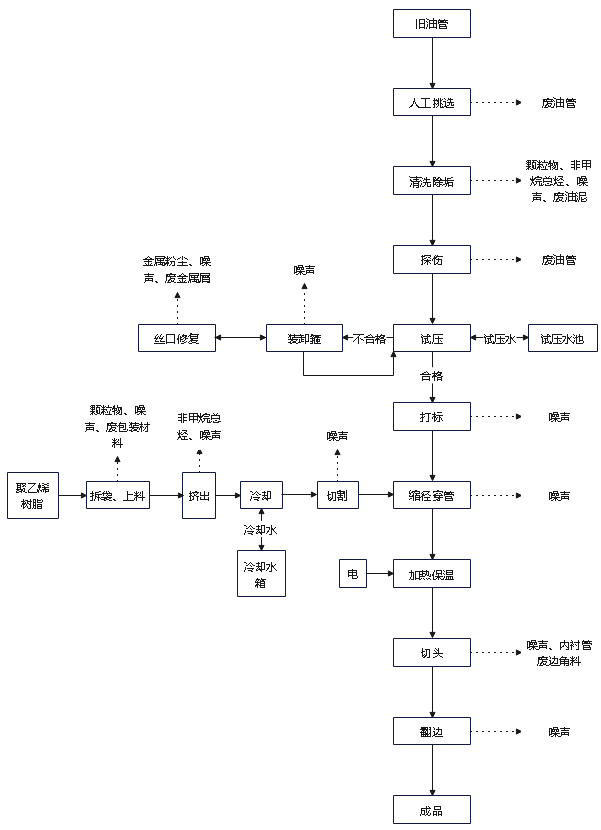 旧油管
人工挑选
废油管
清洗除垢
颗粒物、非甲
烷总烃、噪
声、废油泥
探伤
废油管
金属粉尘、噪
声、废金属屑
噪声
丝口修复
装卸箍
不合格
试压
试压水
试压水池
合格
打标
噪声
颗粒物、噪
声、废包装材
料
非甲烷总
烃、噪声
噪声
聚乙烯
树脂
拆袋、上料
挤出
冷却
切割
缩径穿管
噪声
冷却水
冷却水
箱
电
加热保温
切头
噪声、内衬管
废边角料
翻边
噪声
成品